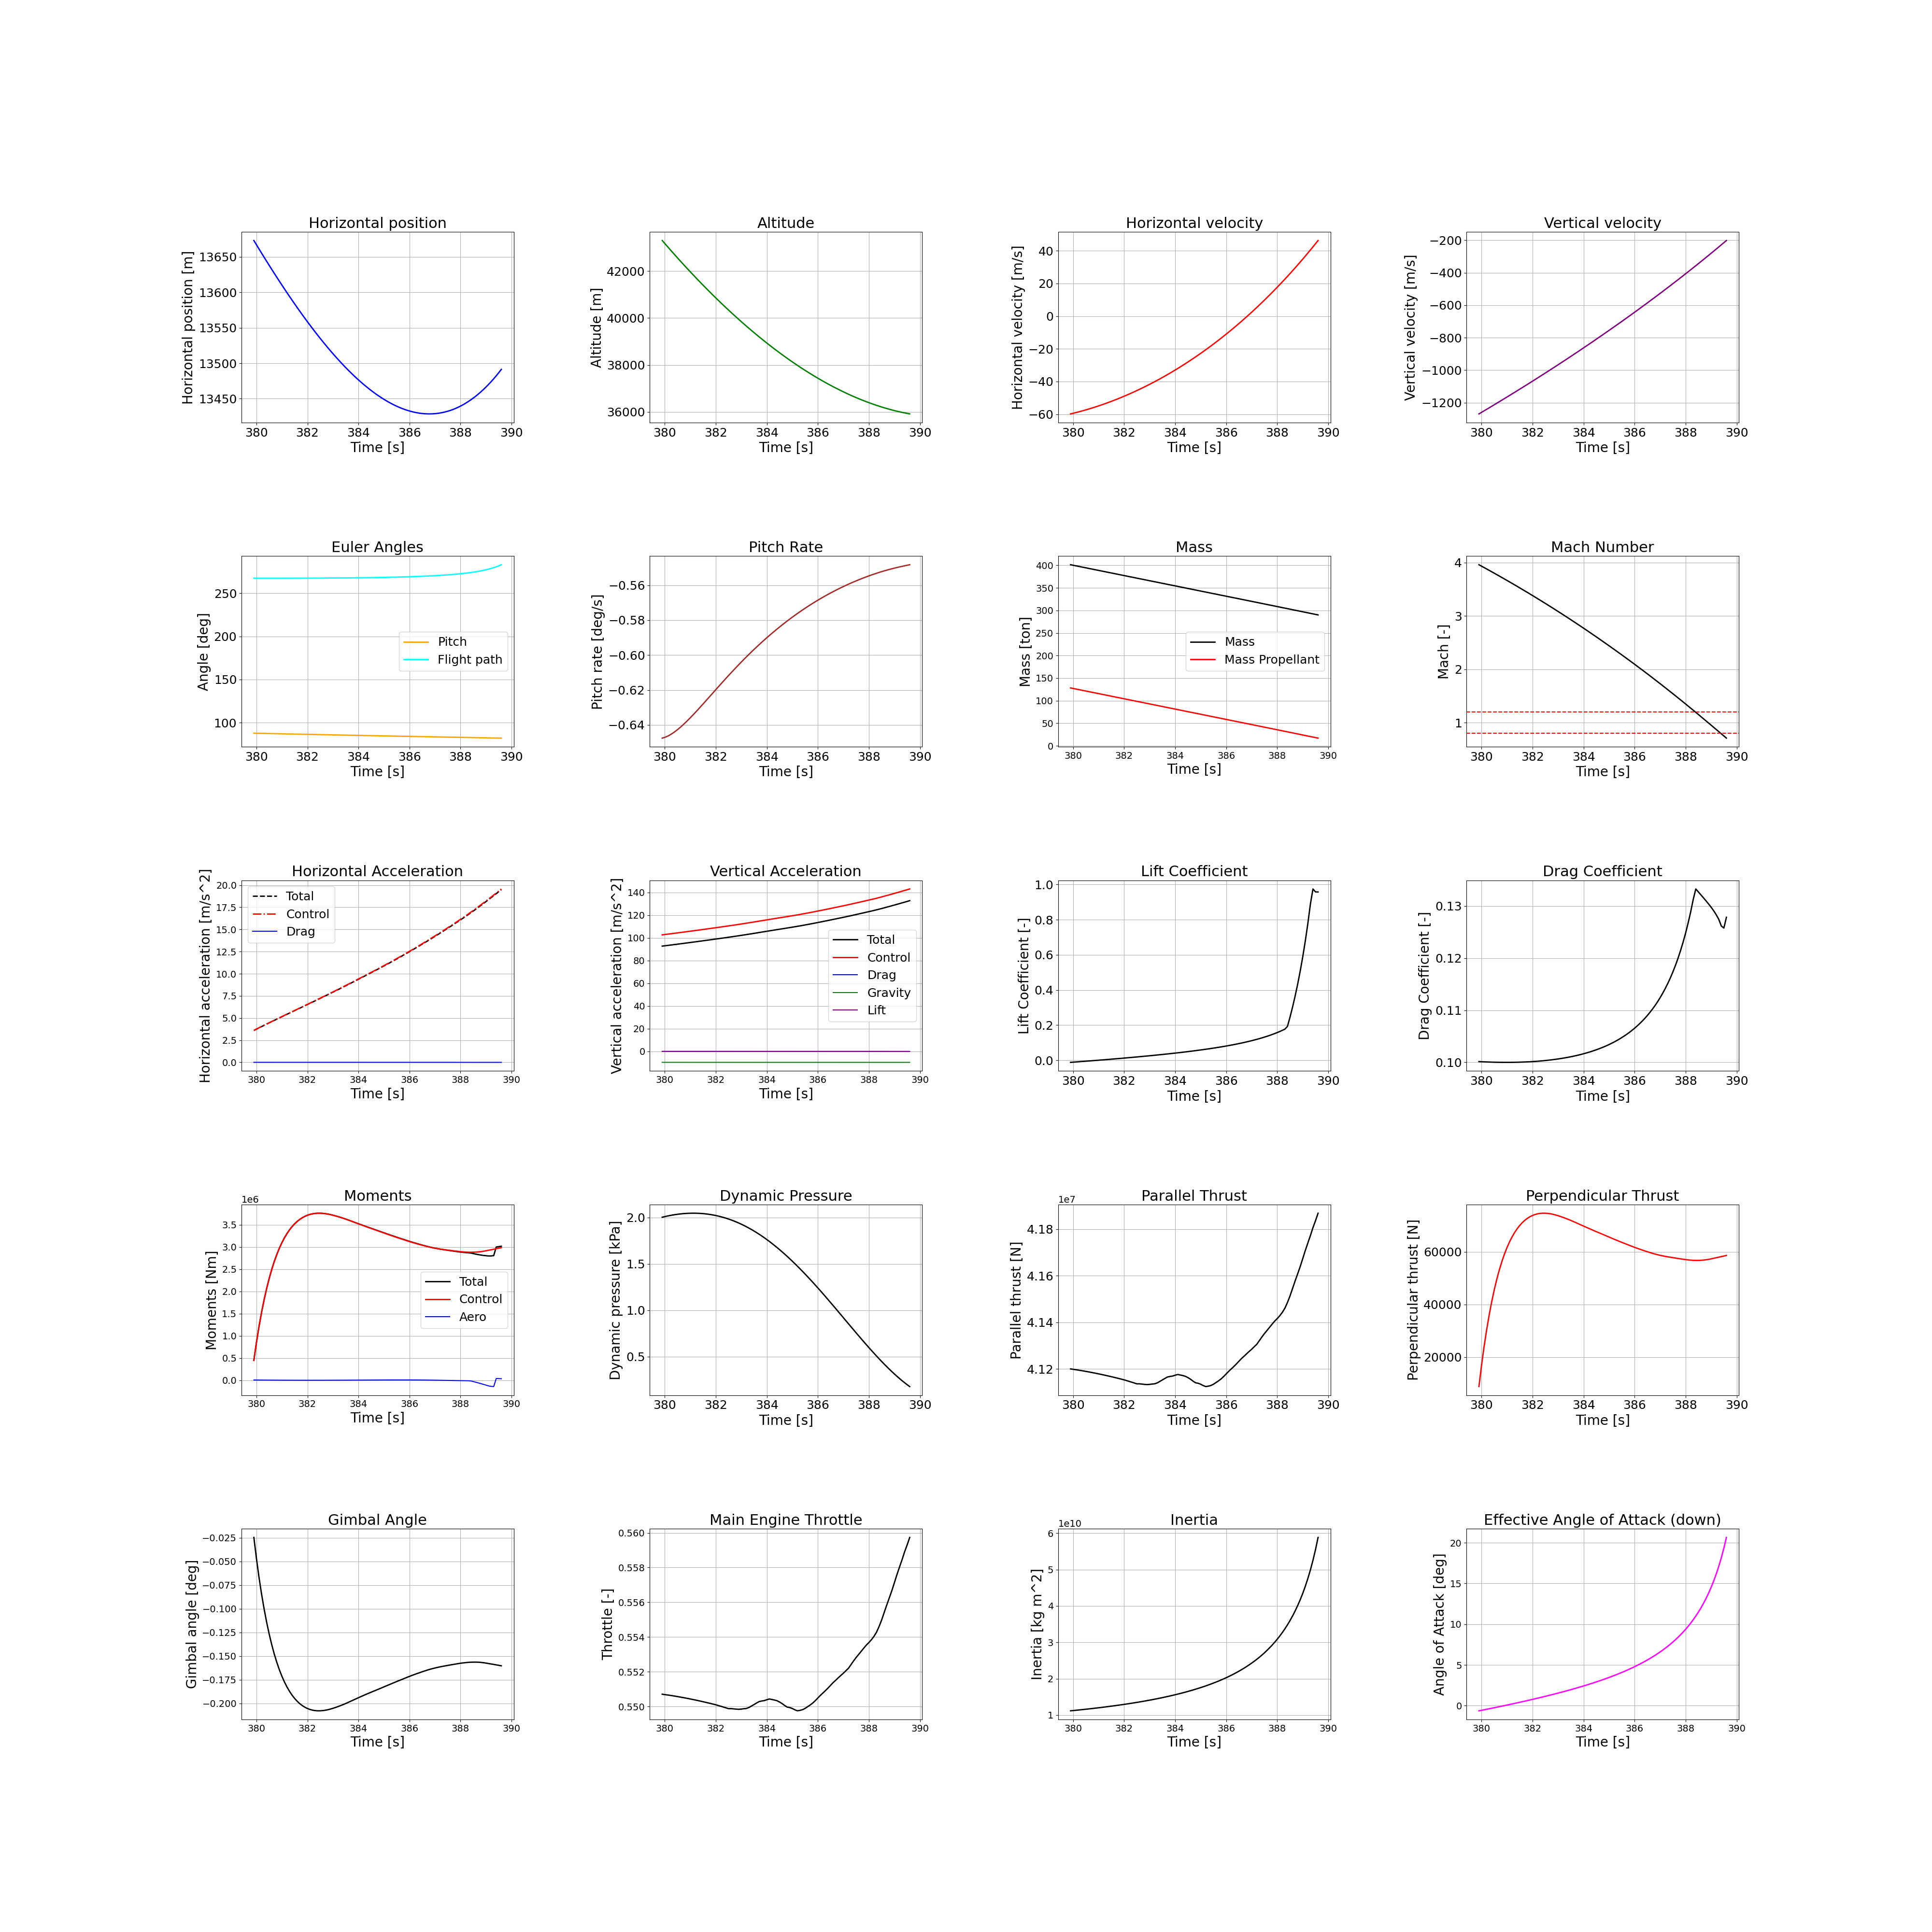 Horizontal position
Horizontal position [m]
13650
13600
13550
13500
13450
380 382 384 386 388 390
Time [s]
Altitude
Altitude [m]
42000
40000
38000
36000
380 382 384 386 388 390
Time [s]
Horizontal velocity
Horizontal velocity [m/s]
40
20
0
−20
−40
−60
380 382 384 386 388 390
Time [s]
Vertical velocity
Vertical velocity [m/s]
−200
−400
−600
−800
−1000
−1200
380 382 384 386 388 390
Time [s]
Euler Angles
Angle [deg]
250
200
150
100
Pitch
Flight path
380 382 384 386 388 390
Time [s]
Pitch Rate
Pitch rate [deg/s]
−0.56
−0.58
−0.60
−0.62
−0.64
380 382 384 386 388 390
Time [s]
Mass
Mass [ton]
400
350
300
250
200
150
100
50
0
Mass
Mass Propellant
380 382 384 386 388 390
Time [s]
Mach Number
Mach [-]
4
3
2
1
380 382 384 386 388 390
Time [s]
Horizontal Acceleration
Horizontal acceleration [m/s^2]
20.0
17.5
15.0
12.5
10.0
7.5
5.0
2.5
0.0
Total
Control
Drag
380 382 384 386 388 390
Time [s]
Vertical Acceleration
Vertical acceleration [m/s^2]
140
120
100
80
60
40
20
0
Total
Control
Drag
Gravity
Lift
380 382 384 386 388 390
Time [s]
Lift Coefficient
Lift Coefficient [-]
1.0
0.8
0.6
0.4
0.2
0.0
380 382 384 386 388 390
Time [s]
Drag Coefficient
Drag Coefficient [-]
0.13
0.12
0.11
0.10
380 382 384 386 388 390
Time [s]
Moments
1e6
Moments [Nm]
3.5
3.0
2.5
2.0
1.5
1.0
0.5
0.0
Total
Control
Aero
380 382 384 386 388 390
Time [s]
Dynamic Pressure
Dynamic pressure [kPa]
2.0
1.5
1.0
0.5
380 382 384 386 388 390
Time [s]
Parallel Thrust
1e7
Parallel thrust [N]
4.18
4.16
4.14
4.12
380 382 384 386 388 390
Time [s]
Perpendicular Thrust
Perpendicular thrust [N]
60000
40000
20000
380 382 384 386 388 390
Time [s]
Gimbal Angle
Gimbal angle [deg]
−0.025
−0.050
−0.075
−0.100
−0.125
−0.150
−0.175
−0.200
380 382 384 386 388 390
Time [s]
Main Engine Throttle
Throttle [-]
0.560
0.558
0.556
0.554
0.552
0.550
380 382 384 386 388 390
Time [s]
Inertia
1e10
Inertia [kg m^2]
6
5
4
3
2
1
380 382 384 386 388 390
Time [s]
Effective Angle of Attack (down)
Angle of Attack [deg]
20
15
10
5
0
380 382 384 386 388 390
Time [s]